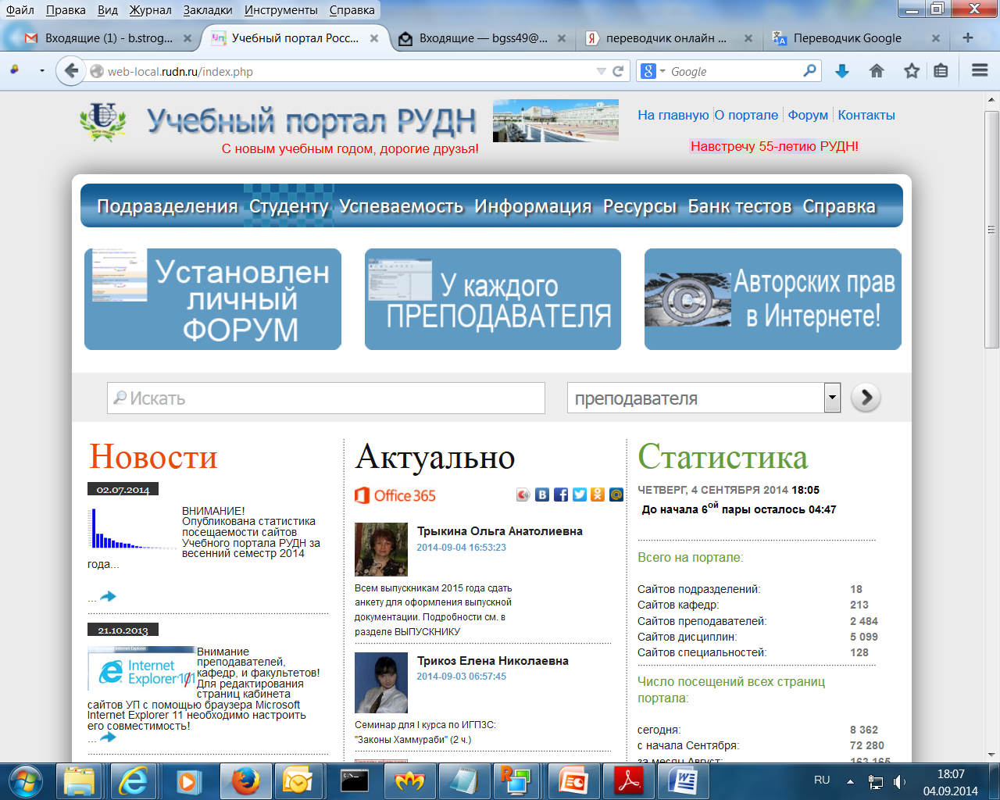 Файл Правка Вид Журнал Закладки Инструменты Справка
Входящие (1) - b.strog...
Учебный портал Росс...
Входящие — bgss49@...
переводчик онлайн ...
Переводчик Google
web-local.rudn.ru/index.php
Google
Учебный портал РУДН
С новым учебным годом, дорогие друзья!
На главную О портале Форум Контакты
Навстречу 55-летию РУДН!
Подразделения Студенту Успеваемость Информация Ресурсы Банк тестов Справка
Установлен
личный
ФОРУМ
У каждого
ПРЕПОДАВАТЕЛЯ
Авторских прав
в Интернете!
Искать
преподавателя
Новости
02.07.2014
ВНИМАНИЕ!
Опубликована статистика
посещаемости сайтов
Учебного портала РУДН за
весенний семестр 2014
года...
...
21.10.2013
Internet
Explorer 10
Внимание
преподавателей,
кафедр, и факультетов!
Для редактирования
страниц кабинета
сайтов УП с помощью браузера Microsoft
Internet Explorer 11 необходимо настроить
его совместимость!
...
Актуально
Office 365
Трыкина Ольга Анатолиевна
2014-09-04 16:53:23
Всем выпускникам 2015 года сдать
анкету для оформления выпускной
документации. Подробности см. в
разделе ВЫПУСКНИКУ
Трикоз Елена Николаевна
2014-09-03 06:57:45
Семинар для I курса по ИГПЗС:
"Законы Хаммураби" (2 ч.)
Статистика
ЧЕТВЕРГ, 4 СЕНТЯБРЯ 2014 18:05
До начала 6ой пары осталось 04:47
Всего на портале:
Сайтов подразделений: 18
Сайтов кафедр: 213
Сайтов преподавателей: 2 484
Сайтов дисциплин: 5 099
Сайтов специальностей: 128
Число посещений всех страниц
портала:
сегодня: 8 362
с начала Сентября: 72 280
за месяц Август: 163 165
RU
18:07
04.09.2014